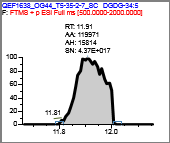 QEF1638_OG44_T5-35-2-7_SC DGDG-34:5
F: FTMS + p ESI Full ms [500.0000-2000.0000]
RT: 11.91
AA: 119971
AH: 15814
SN: 4.37E+017
100
80
60
40
20
0
11.81
11.8
12.0